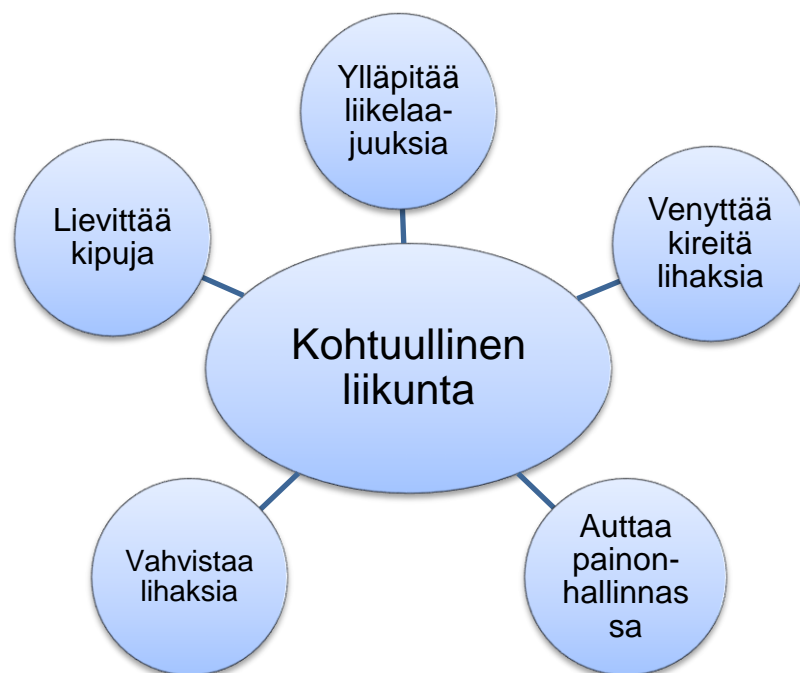 Ylläpitää
liikelaa-
juuksia
Lievittää
kipuja
Venyttää
kireitä
lihaksia
Kohtuullinen
liikunta
Vahvistaa
lihaksia
Auttaa
painon-
hallinnas
sa